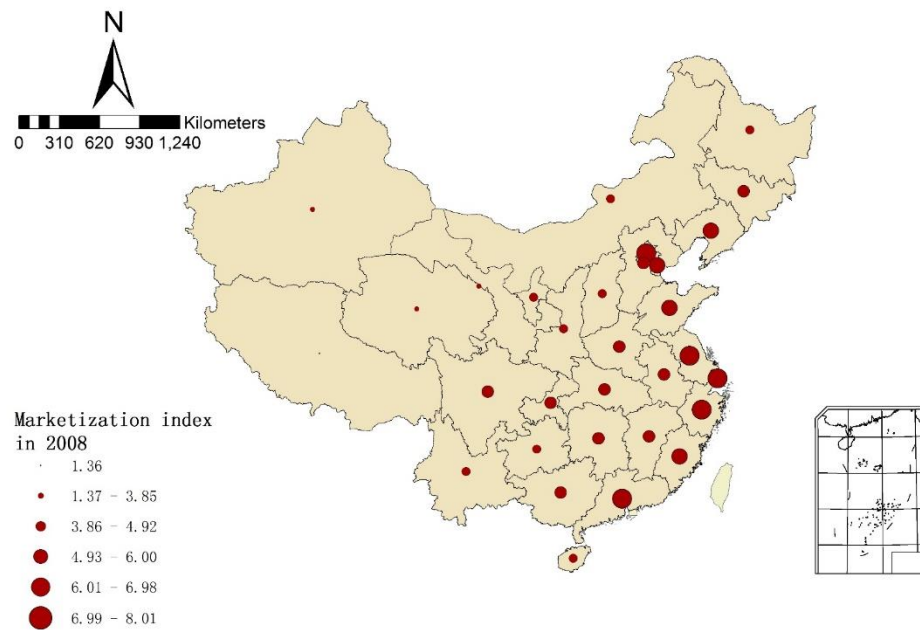 N
Kilometers
0 310 620 930 1,240
Marketization index
in 2008
1.36
1.37 - 3.85
3.86 - 4.92
4.93 - 6.00
6.01 - 6.98
6.99 - 8.01